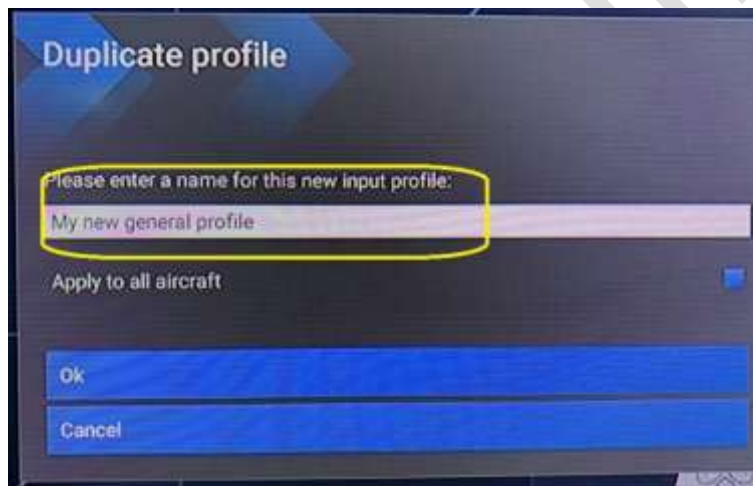 Duplicate profile
Please enter a name for this new input profile:
My new general profile
Apply to all aircraft
Ok
Cancel